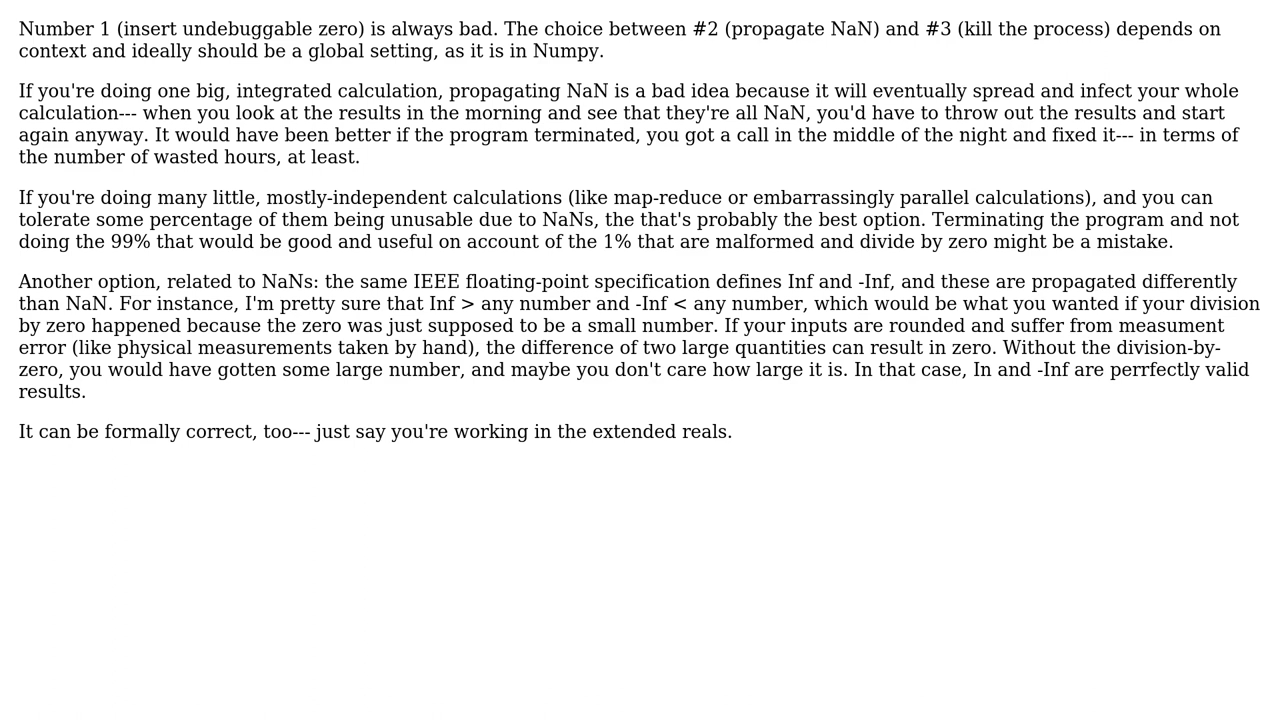 Number 1 (insert undebuggable zero) is always bad. The choice between #2 (propagate NaN) and #3 (kill the process) depends on
context and ideally should be a global setting, as it is in Numpy.
If you're doing one big, integrated calculation, propagating NaN is a bad idea because it will eventually spread and infect your whole
calculation--- when you look at the results in the morning and see that they're all NaN, you'd have to throw out the results and start
again anyway. It would have been better if the program terminated, you got a call in the middle of the night and fixed it--- in terms of
the number of wasted hours, at least.
If you're doing many little, mostly-independent calculations (like map-reduce or embarrassingly parallel calculations), and you can
tolerate some percentage of them being unusable due to NaNs, the that's probably the best option. Terminating the program and not
doing the 99% that would be good and useful on account of the 1% that are malformed and divide by zero might be a mistake.
Another option, related to NaNs: the same IEEE floating-point specification defines Inf and -Inf, and these are propagated differently
than NaN. For instance, I'm pretty sure that Inf > any number and -Inf < any number, which would be what you wanted if your division
by zero happened because the zero was just supposed to be a small number. If your inputs are rounded and suffer from measument
error (like physical measurements taken by hand), the difference of two large quantities can result in zero. Without the division-by-
zero, you would have gotten some large number, and maybe you don't care how large it is. In that case, In and -Inf are perrfectly valid
results.
It can be formally correct, too--- just say you're working in the extended reals.